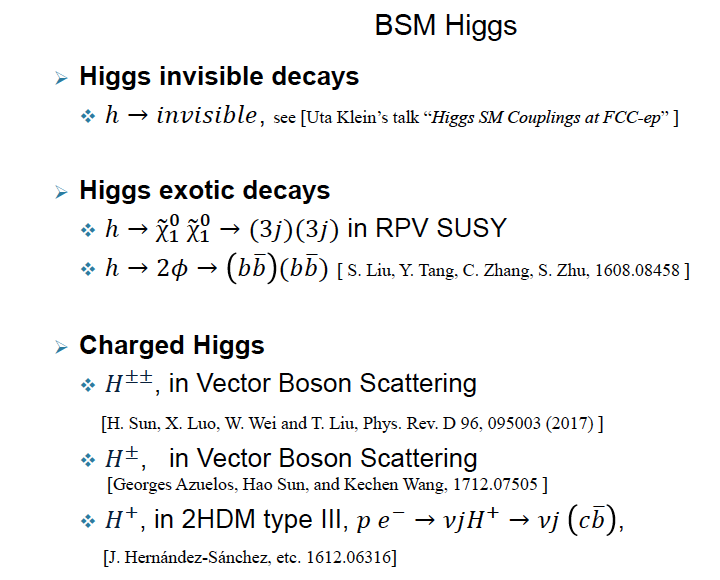 BSM Higgs
➢ Higgs invisible decays
❖ h → invisible, see [Uta Klein's talk “Higgs SM Couplings at FCC-ep” ]
➢ Higgs exotic decays
❖ h → χ̃₁⁰ χ̃₁⁰ → (3j)(3j) in RPV SUSY
❖ h → 2ϕ → (bb̄)(bb̄) [ S. Liu, Y. Tang, C. Zhang, S. Zhu, 1608.08458 ]
➢ Charged Higgs
❖ H±±, in Vector Boson Scattering
[H. Sun, X. Luo, W. Wei and T. Liu, Phys. Rev. D 96, 095003 (2017) ]
❖ H±, in Vector Boson Scattering
[Georges Azuelos, Hao Sun, and Kechen Wang, 1712.07505 ]
❖ H⁺, in 2HDM type III, p e⁻ → νjH⁺ → νj (cb̄),
[J. Hernández-Sánchez, etc. 1612.06316]